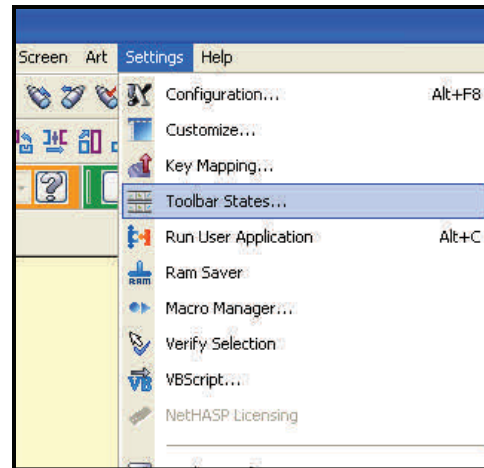 Screen Art Settings Help
Configuration... Alt+F8
Customize...
Key Mapping...
Toolbar States...
Run User Application Alt+C
RAM Ram Saver
Macro Manager...
Verify Selection
VB VBScript...
NetHASP Licensing